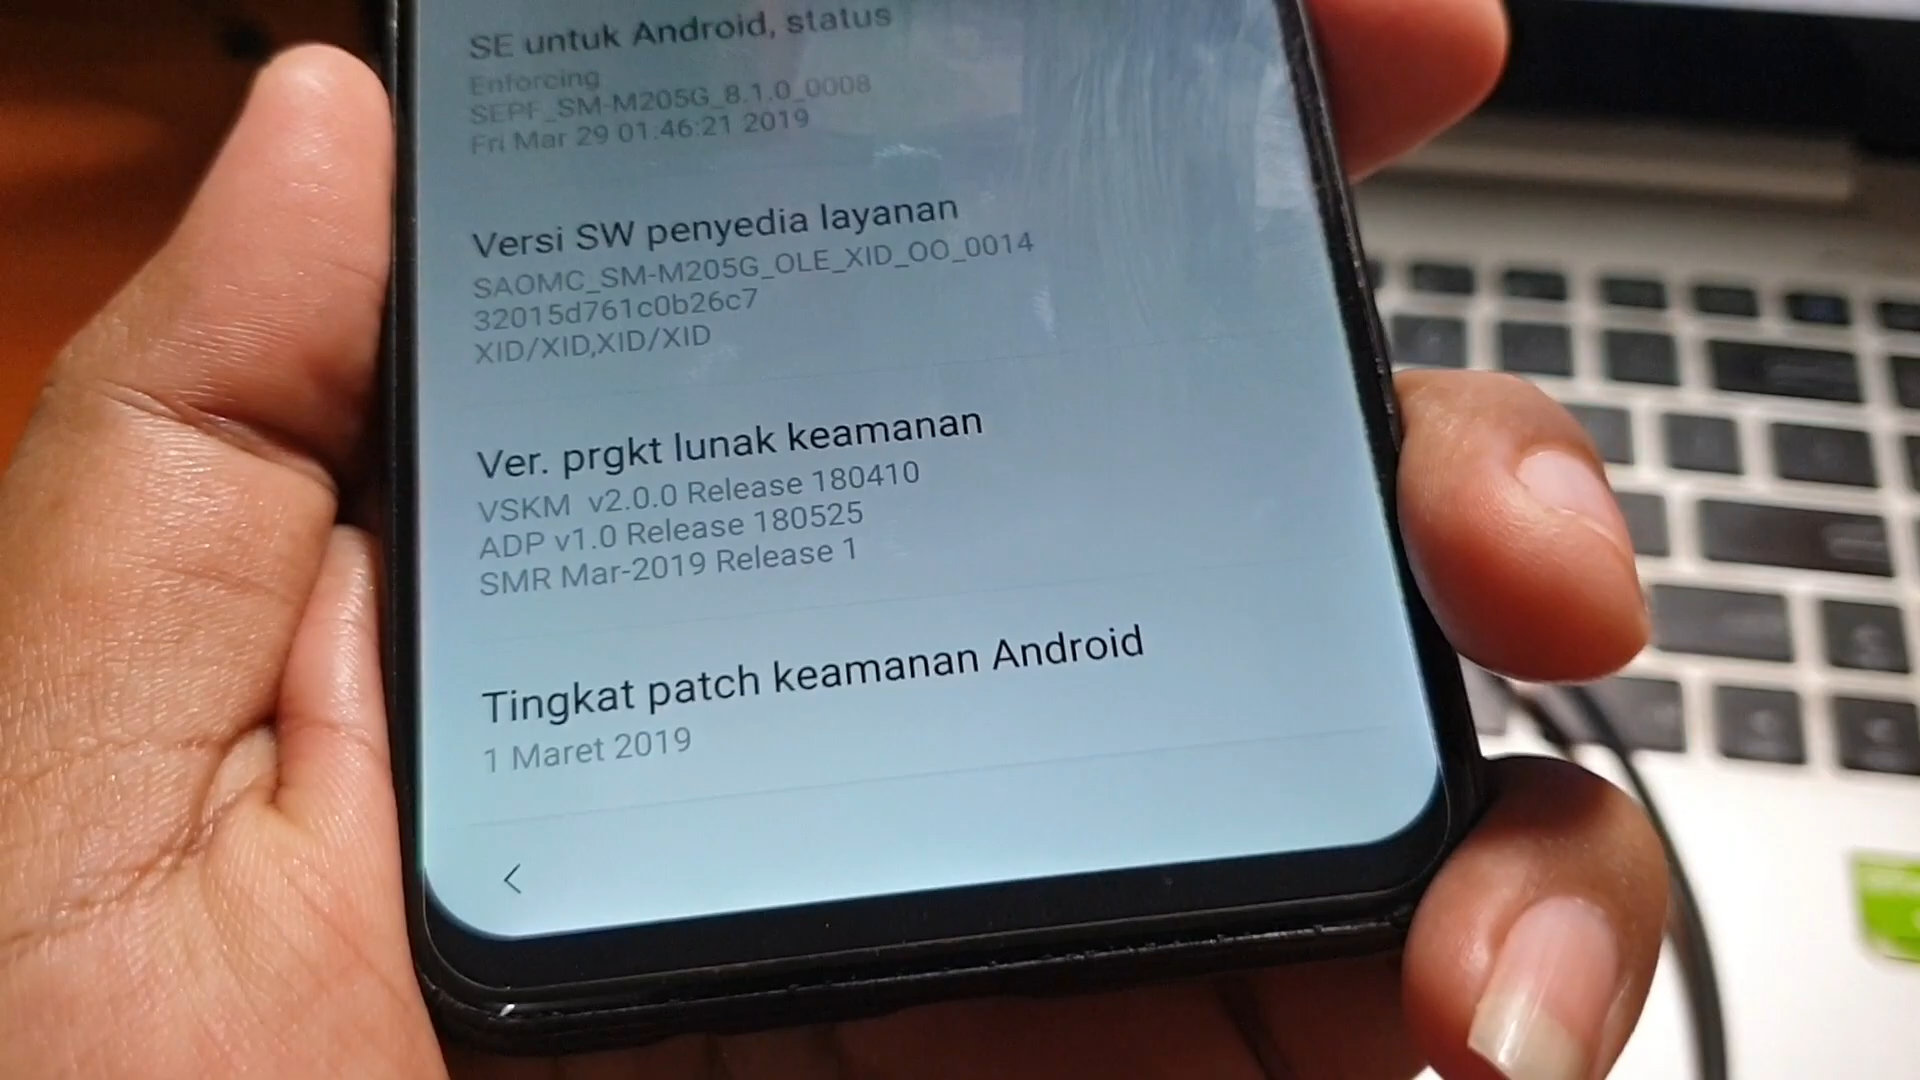 SE untuk Android, status
Enforcing
SEPF_SM-M205G_8.1.0_0008
Fri Mar 29 01:46:21 2019
Versi SW penyedia layanan
SAOMC_SM-M205G_OLE_XID_OO_0014
32015d761c0b26c7
XID/XID,XID/XID
Ver. prgkt lunak keamanan
VSKM v2.0.0 Release 180410
ADP v1.0 Release 180525
SMR Mar-2019 Release 1
Tingkat patch keamanan Android
1 Maret 2019